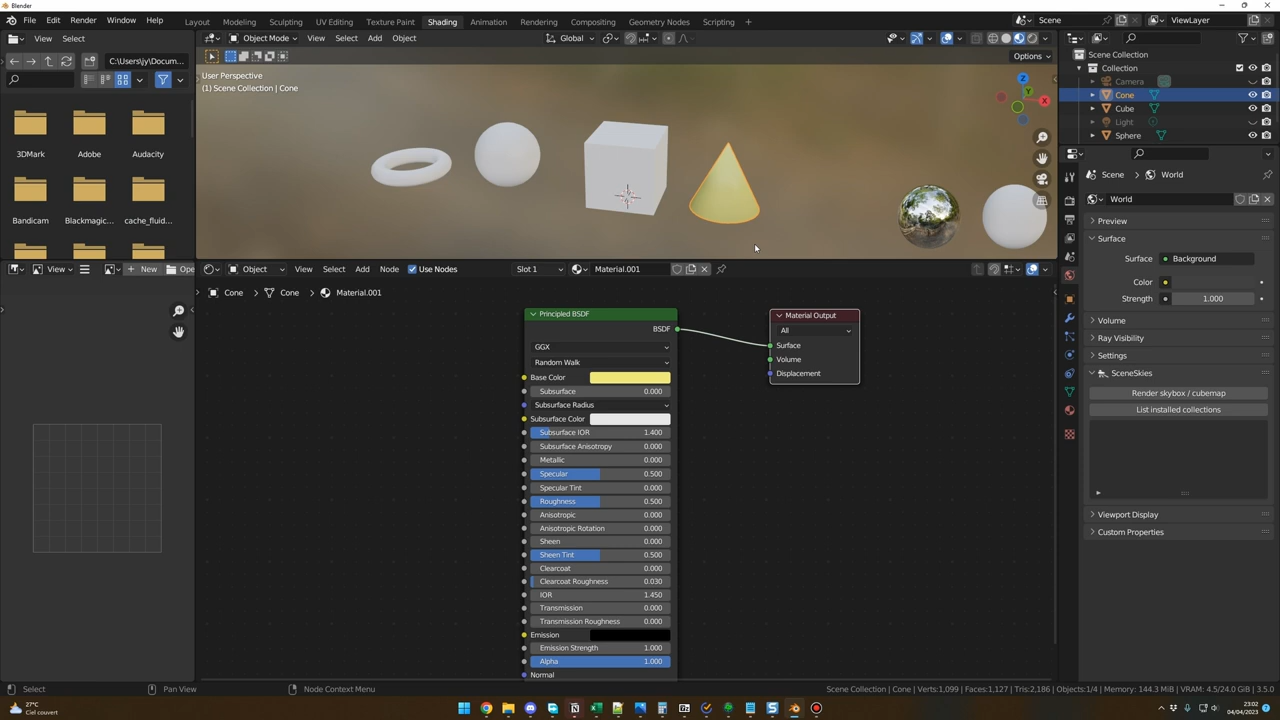 Blender
File Edit Render Window Help Layout Modeling Sculpting UV Editing Texture Paint Shading Animation Rendering Compositing Geometry Nodes Scripting + Scene ViewLayer
View Select C:\Users\jy\Docum...
3DMark Adobe Audacity
Bandicam Blackmagic... cache_fluid...
Object Mode View Select Add Object Global Options
User Perspective
(1) Scene Collection | Cone
X
Y
Z
Scene Collection
Collection
Camera
Cone
Cube
Light
Sphere
View + New Ope
Object View Select Add Node Use Nodes Slot 1 Material.001
Cone > Cone > Material.001
Principled BSDF
BSDF
GGX
Random Walk
Base Color
Subsurface 0.000
Subsurface Radius
Subsurface Color
Subsurface IOR 1.400
Subsurface Anisotropy 0.000
Metallic 0.000
Specular 0.500
Specular Tint 0.000
Roughness 0.500
Anisotropic 0.000
Anisotropic Rotation 0.000
Sheen 0.000
Sheen Tint 0.500
Clearcoat 0.000
Clearcoat Roughness 0.030
IOR 1.450
Transmission 0.000
Transmission Roughness 0.000
Emission
Emission Strength 1.000
Alpha 1.000
Normal
Material Output
All
Surface
Volume
Displacement
Scene > World
World
Preview
Surface
Surface Background
Color
Strength 1.000
Volume
Ray Visibility
Settings
SceneSkies
Render skybox / cubemap
List installed collections
Viewport Display
Custom Properties
Select Pan View Node Context Menu Scene Collection | Cone | Verts:1,099 | Faces:1,127 | Tris:2,186 | Objects:1/4 | Memory: 144.3 MiB | VRAM: 4.5/24.0 GiB | 3.5.0
27°C
Ciel couvert
23:02
04/04/2023